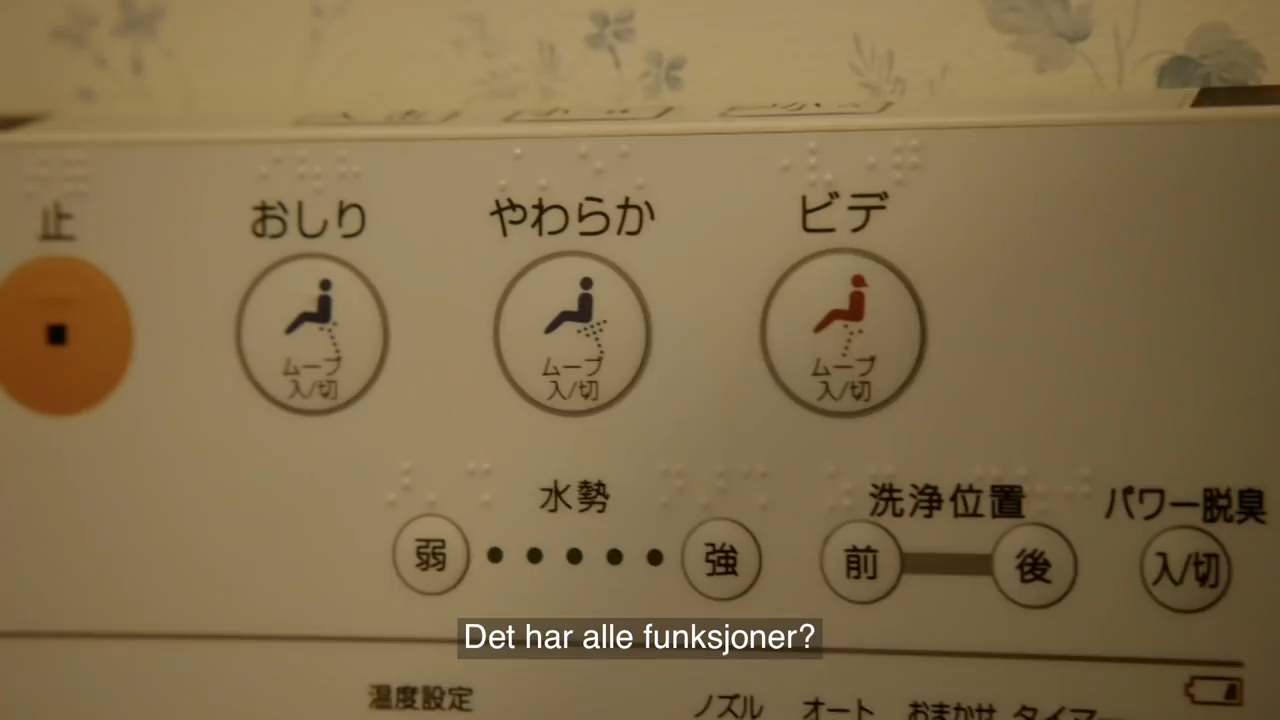 止 おしり やわらか ビデ
ムーブ 入/切 ムーブ 入/切 ムーブ 入/切
水勢 洗浄位置 パワー脱臭
弱 強 前 後 入/切
Det har alle funksjoner?
温度設定 ノズル オート おまかせ タイマー